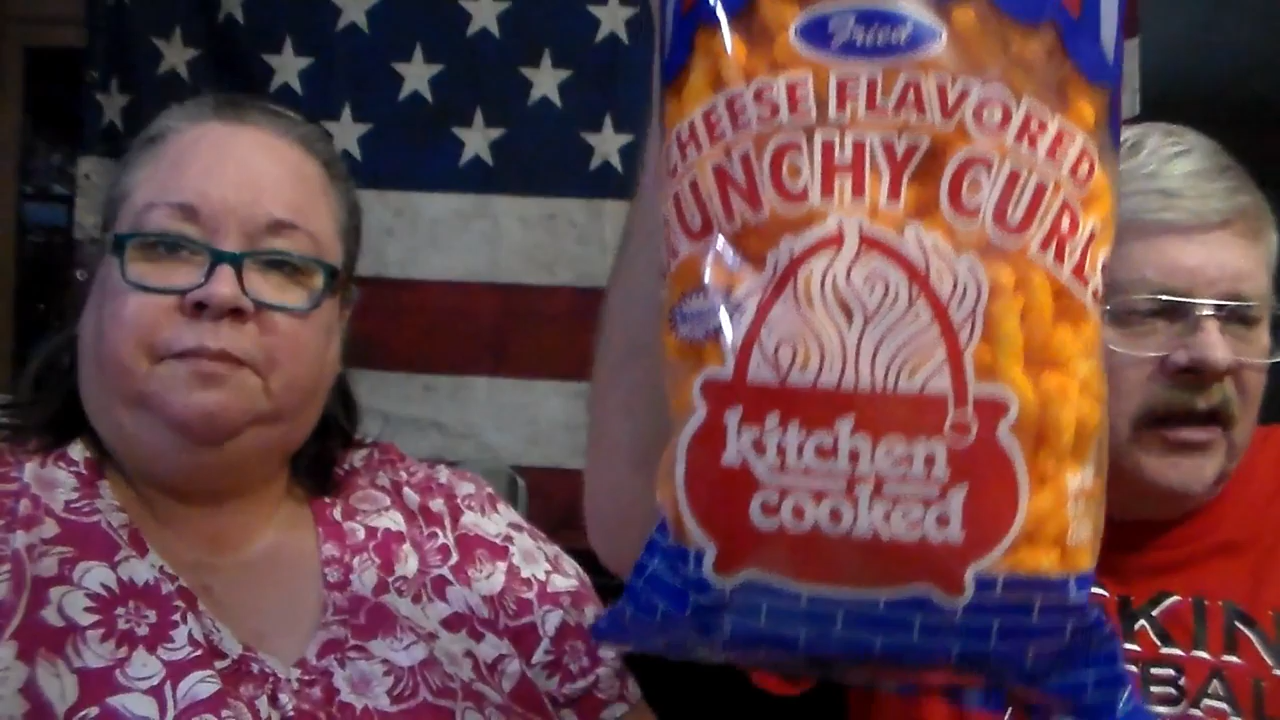 Fried
CHEESE FLAVORED
UNCHY CURL
kitchen
cooked
KIN
BAL